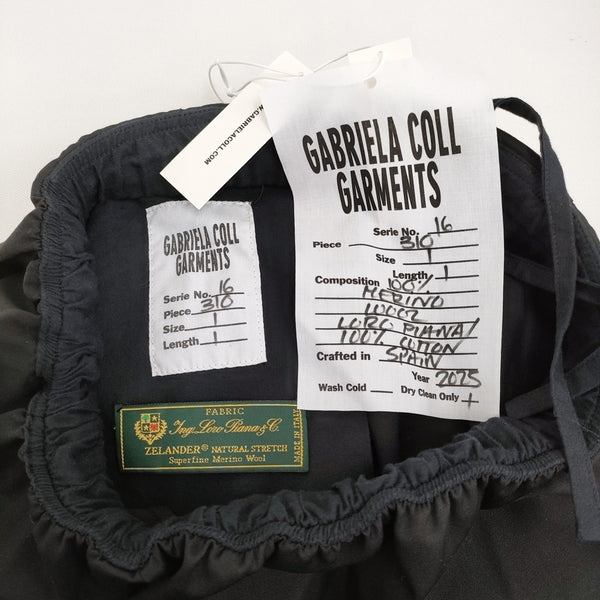 GABRIELACOLL.COM
GABRIELA COLL
GARMENTS
Serie No. 16
Piece 310
Size 1
Length 1
Composition 100%
MERINO
WOOL
LORO PIANA/
100% COTTON
Crafted in SPAIN
Year 2025
Wash Cold Dry Clean Only +
GABRIELA COLL
GARMENTS
Serie No. 16
Piece 310
Size 1
Length 1
FABRIC
Ing. Loro Piana & C.
ZELANDER® NATURAL STRETCH
Superfine Merino Wool
MADE IN ITALY